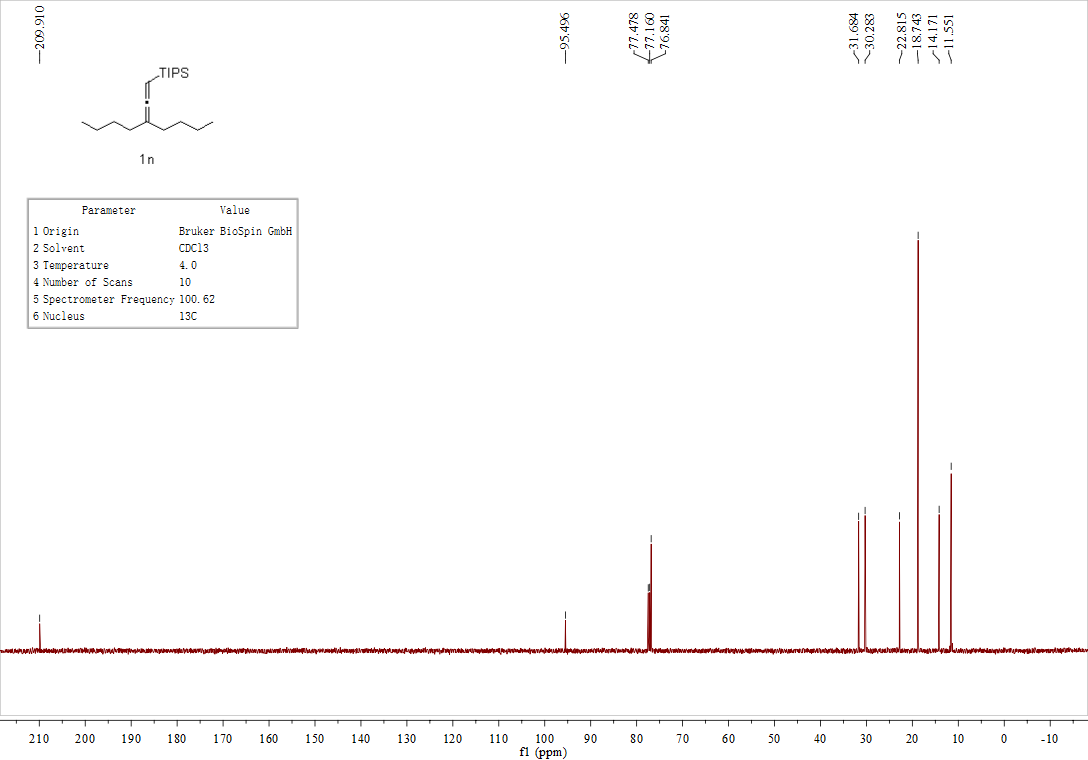 209.910
95.496
77.478
77.160
76.841
31.684
30.283
22.815
18.743
14.171
11.551
TIPS
1n
Parameter Value
1 Origin Bruker BioSpin GmbH
2 Solvent CDCl3
3 Temperature 4.0
4 Number of Scans 10
5 Spectrometer Frequency 100.62
6 Nucleus 13C
210 200 190 180 170 160 150 140 130 120 110 100 90 80 70 60 50 40 30 20 10 0 -10
f1 (ppm)